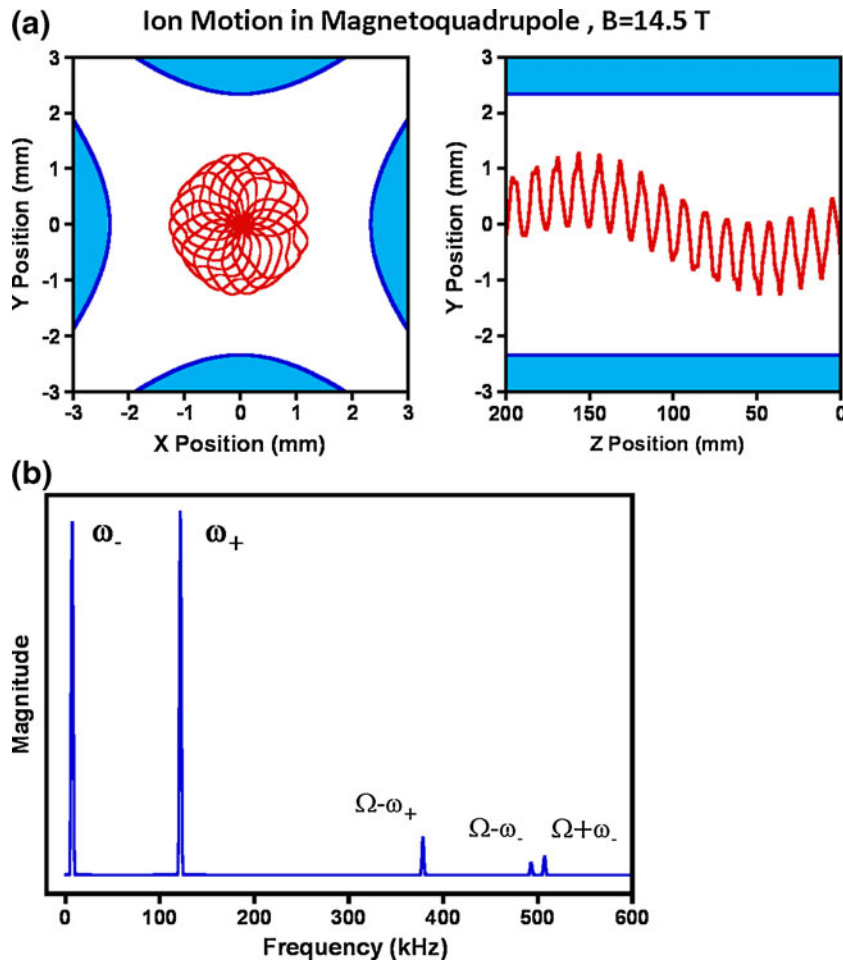 Ion Motion in Magnetoquadrupole , B=14.5 T
(a)
3
2
1
0
-1
-2
-3
Y Position (mm)
-3 -2 -1 0 1 2 3
X Position (mm)
3
2
1
0
-1
-2
-3
Y Position (mm)
200 150 100 50 0
Z Position (mm)
(b)
ω- ω+
Ω-ω+
Ω-ω- Ω+ω-
Magnitude
0 100 200 300 400 500 600
Frequency (kHz)